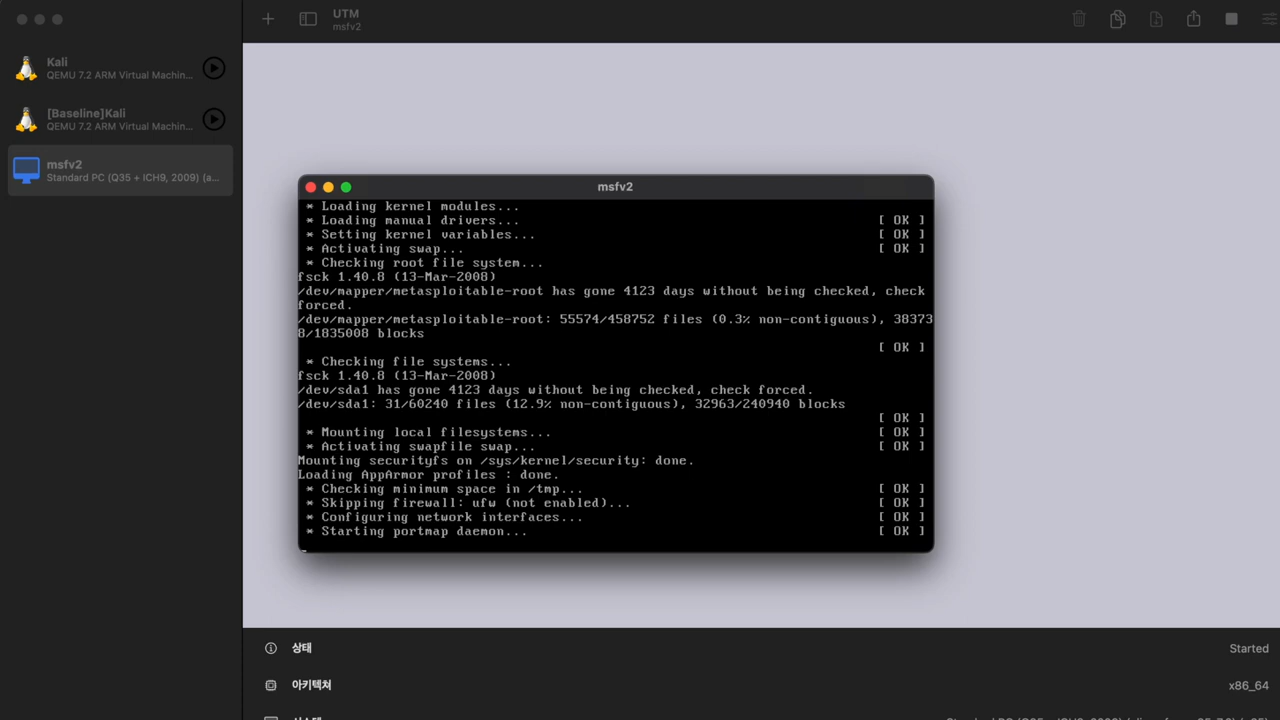 UTM
msfv2
Kali
QEMU 7.2 ARM Virtual Machin...
[Baseline]Kali
QEMU 7.2 ARM Virtual Machin...
msfv2
Standard PC (Q35 + ICH9, 2009) (a...
msfv2
* Loading kernel modules...
* Loading manual drivers... [ OK ]
* Setting kernel variables... [ OK ]
* Activating swap... [ OK ]
* Checking root file system...
fsck 1.40.8 (13-Mar-2008)
/dev/mapper/metasploitable-root has gone 4123 days without being checked, check
forced.
/dev/mapper/metasploitable-root: 55574/458752 files (0.3% non-contiguous), 38373
8/1835008 blocks
[ OK ]
* Checking file systems...
fsck 1.40.8 (13-Mar-2008)
/dev/sda1 has gone 4123 days without being checked, check forced.
/dev/sda1: 31/60240 files (12.9% non-contiguous), 32963/240940 blocks
[ OK ]
* Mounting local filesystems... [ OK ]
* Activating swapfile swap... [ OK ]
Mounting securityfs on /sys/kernel/security: done.
Loading AppArmor profiles : done.
* Checking minimum space in /tmp... [ OK ]
* Skipping firewall: ufw (not enabled)... [ OK ]
* Configuring network interfaces... [ OK ]
* Starting portmap daemon... [ OK ]
상태 Started
아키텍쳐 x86_64